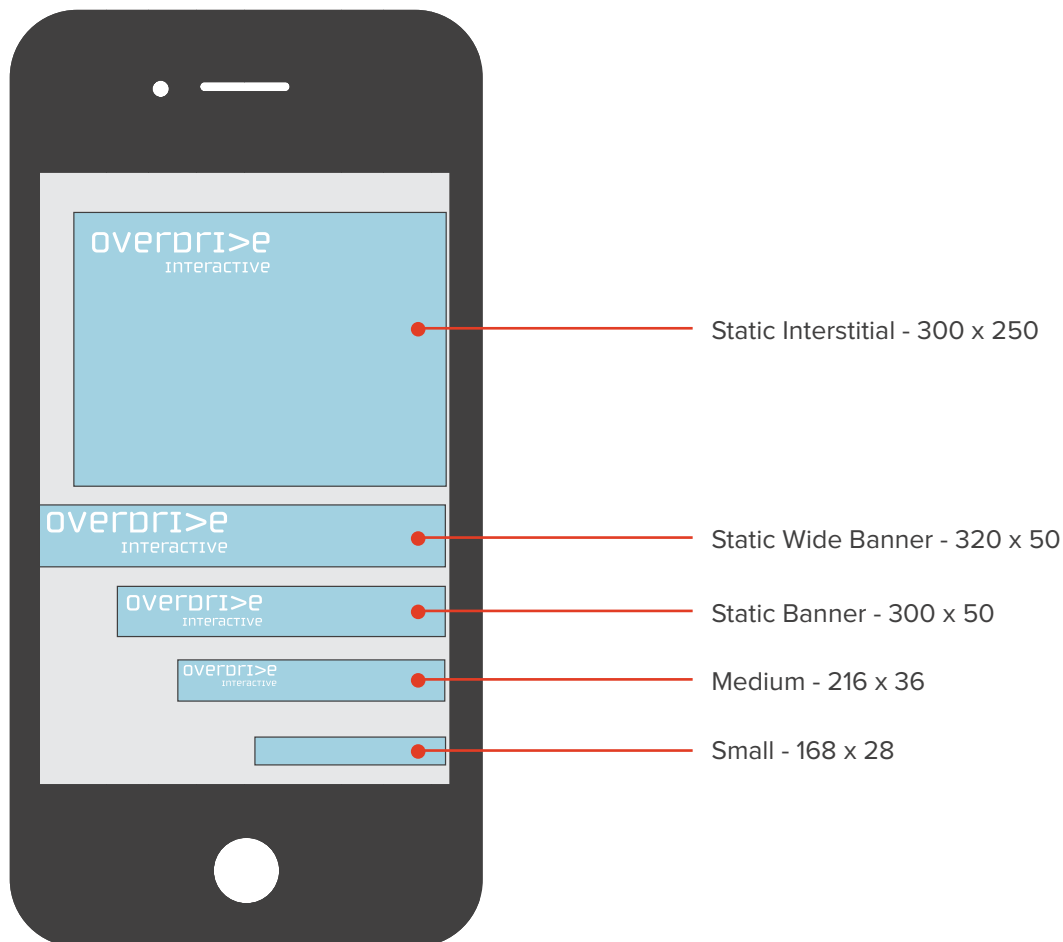 overdri>e
interactive
Static Interstitial - 300 x 250
overdri>e
interactive
Static Wide Banner - 320 x 50
overdri>e
interactive
Static Banner - 300 x 50
overdri>e
interactive
Medium - 216 x 36
Small - 168 x 28